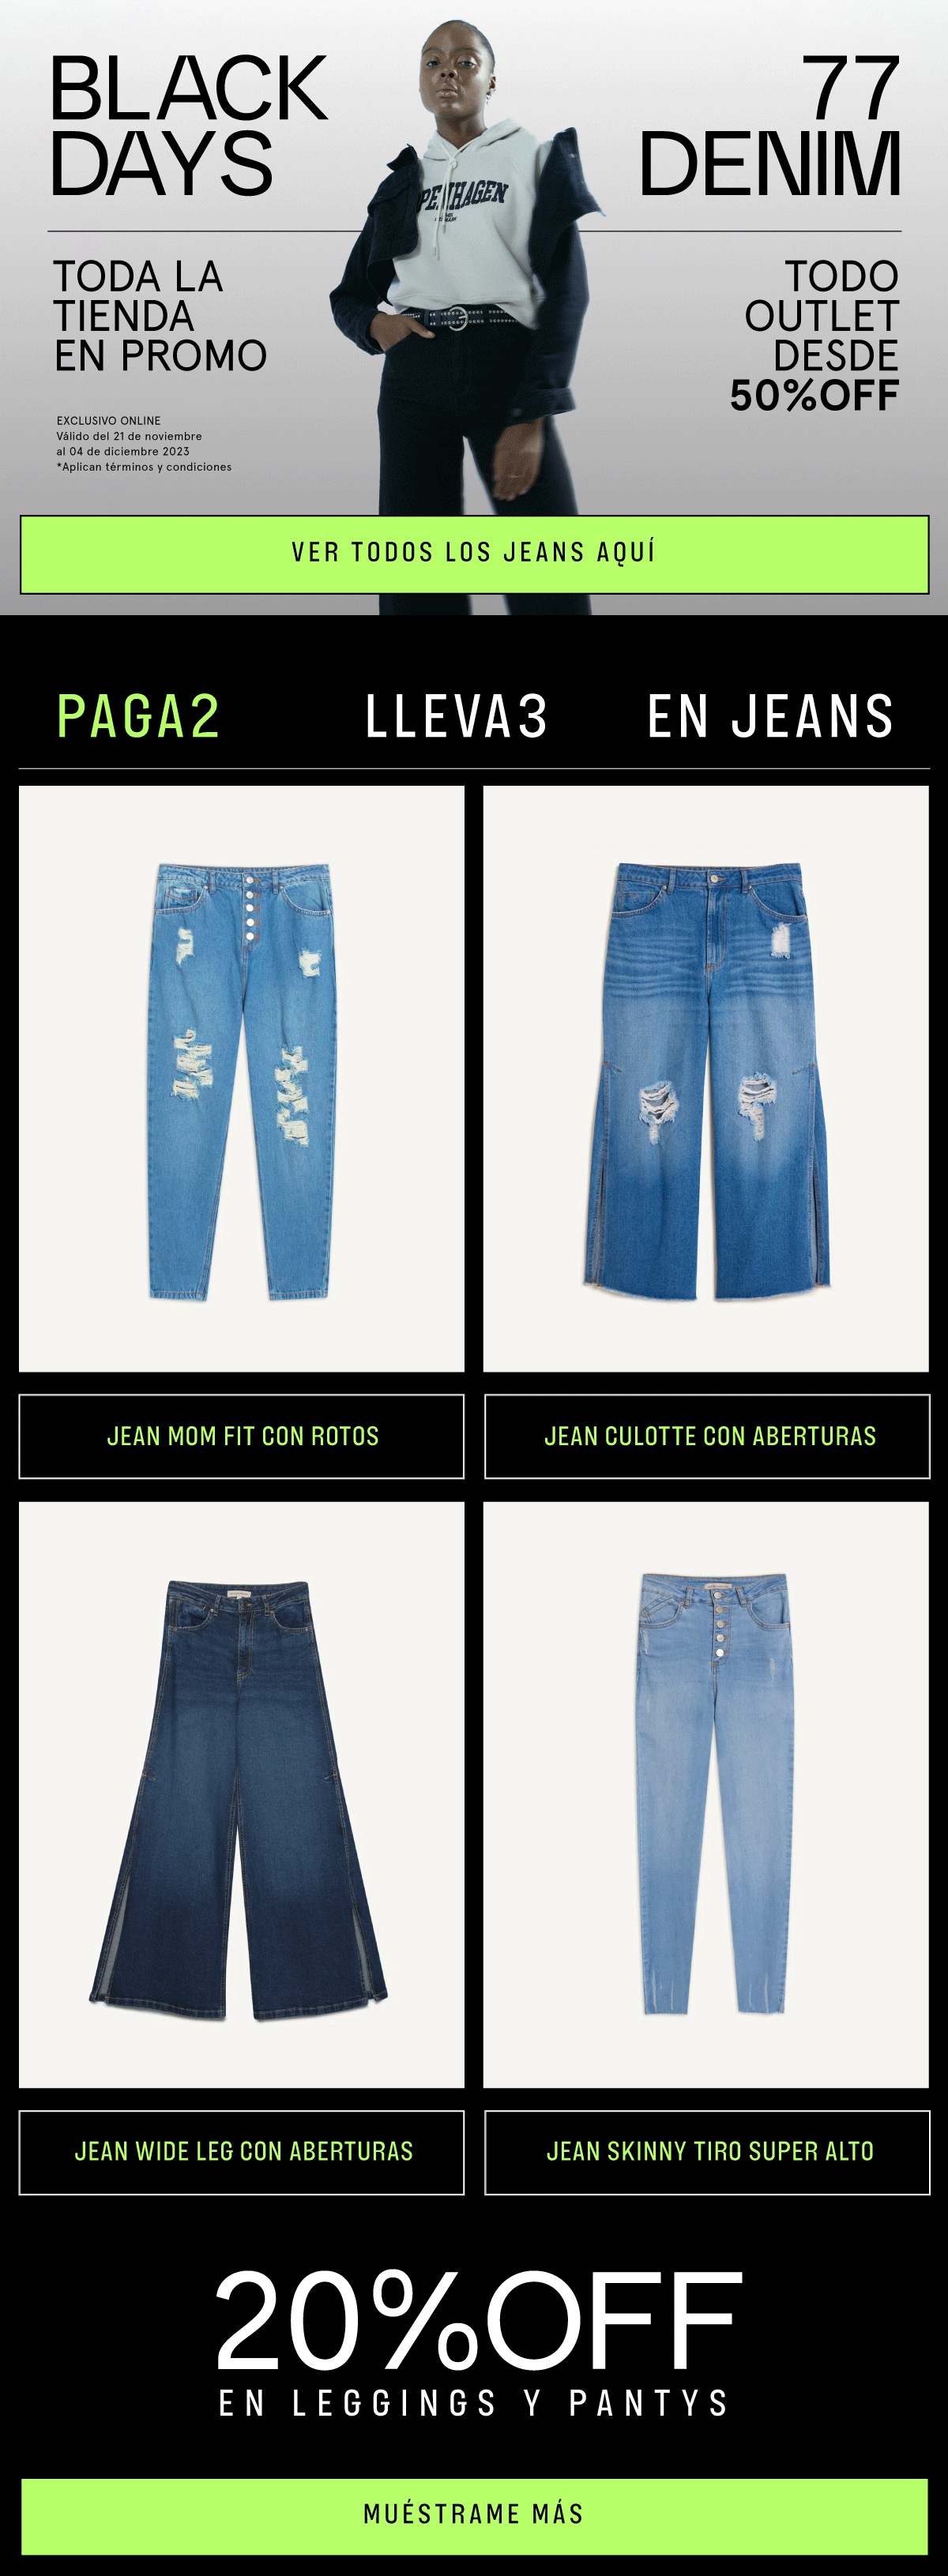 BLACK
DAYS
77
DENIM
TODA LA
TIENDA
EN PROMO
TODO
OUTLET
DESDE
50%OFF
EXCLUSIVO ONLINE
Válido del 21 de noviembre
al 04 de diciembre 2023
*Aplican términos y condiciones
PENHAGEN
VER TODOS LOS JEANS AQUÍ
PAGA2 LLEVA3 EN JEANS
JEAN MOM FIT CON ROTOS
JEAN CULOTTE CON ABERTURAS
JEAN WIDE LEG CON ABERTURAS
JEAN SKINNY TIRO SUPER ALTO
20%OFF
EN LEGGINGS Y PANTYS
MUÉSTRAME MÁS